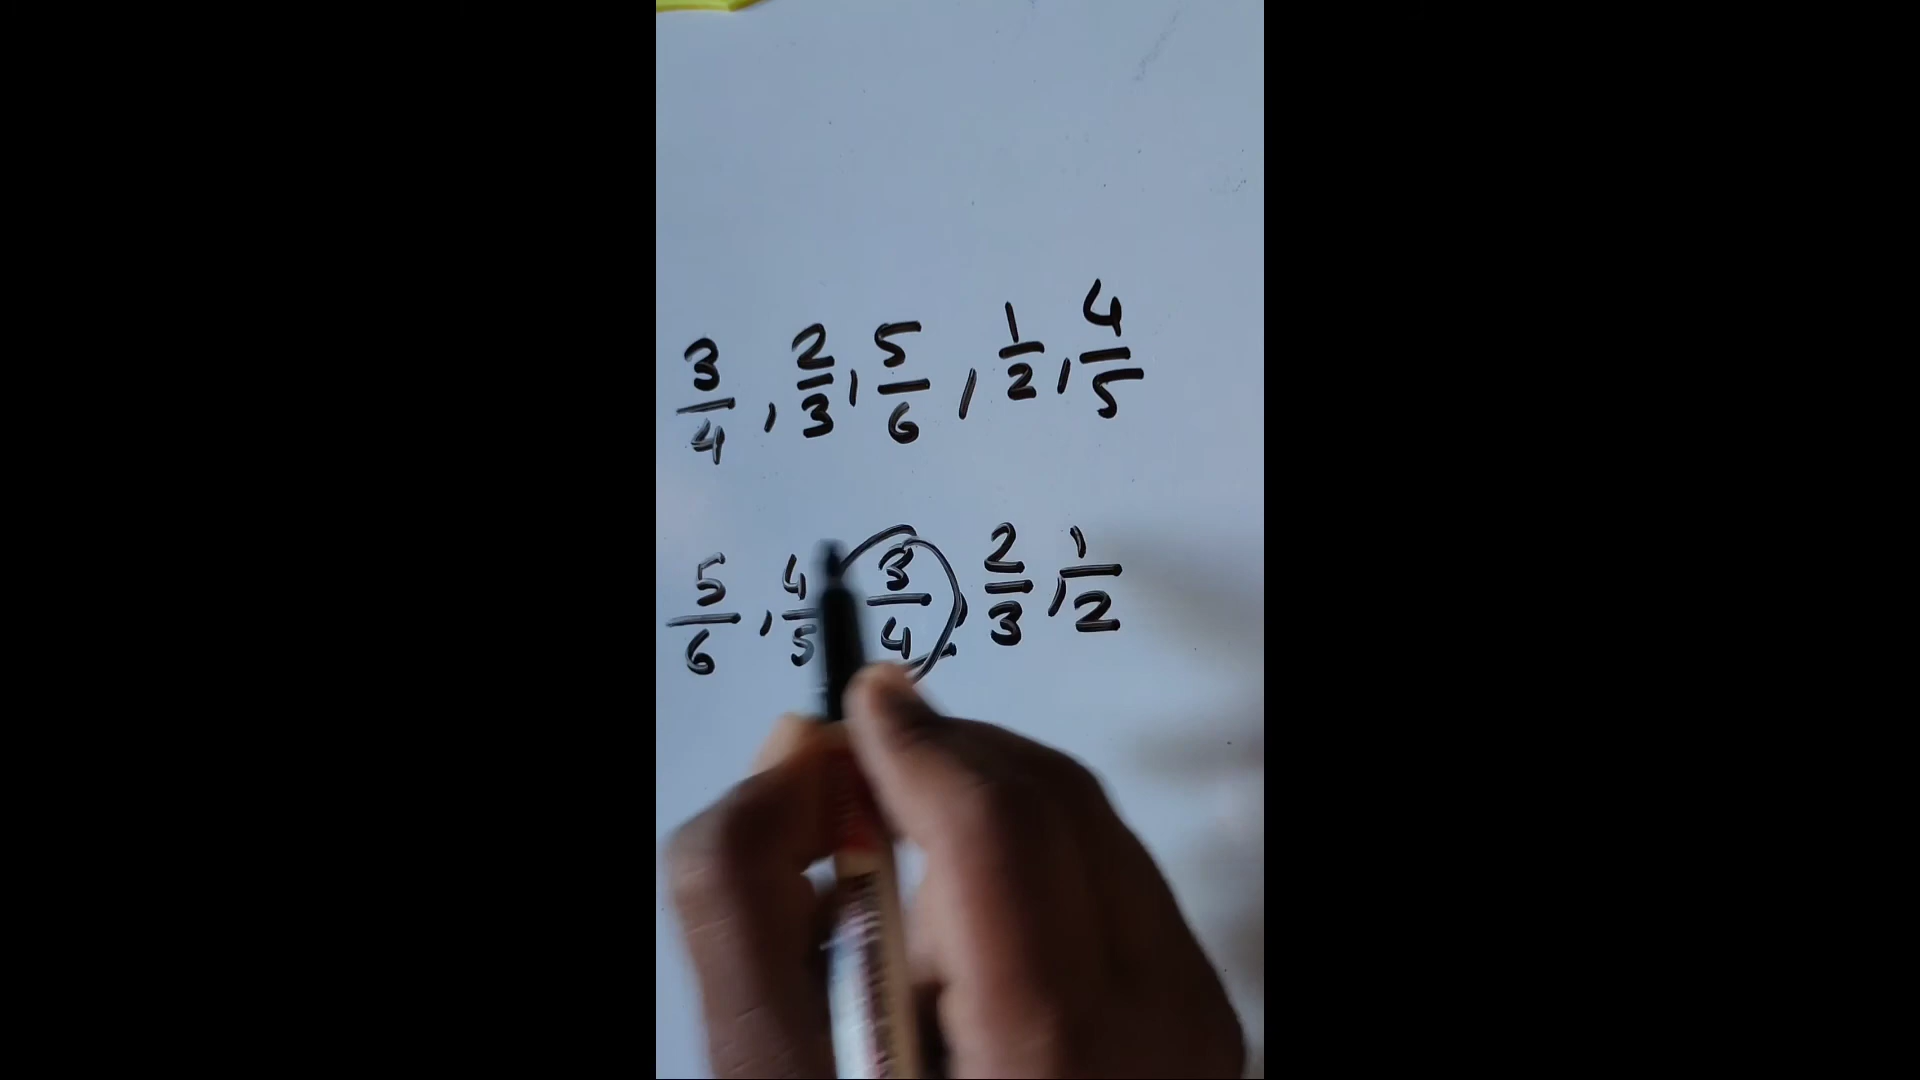 3/4 , 2/3 , 5/6 , 1/2 , 4/5
5/6 , 4/5 3/4 , 2/3 , 1/2